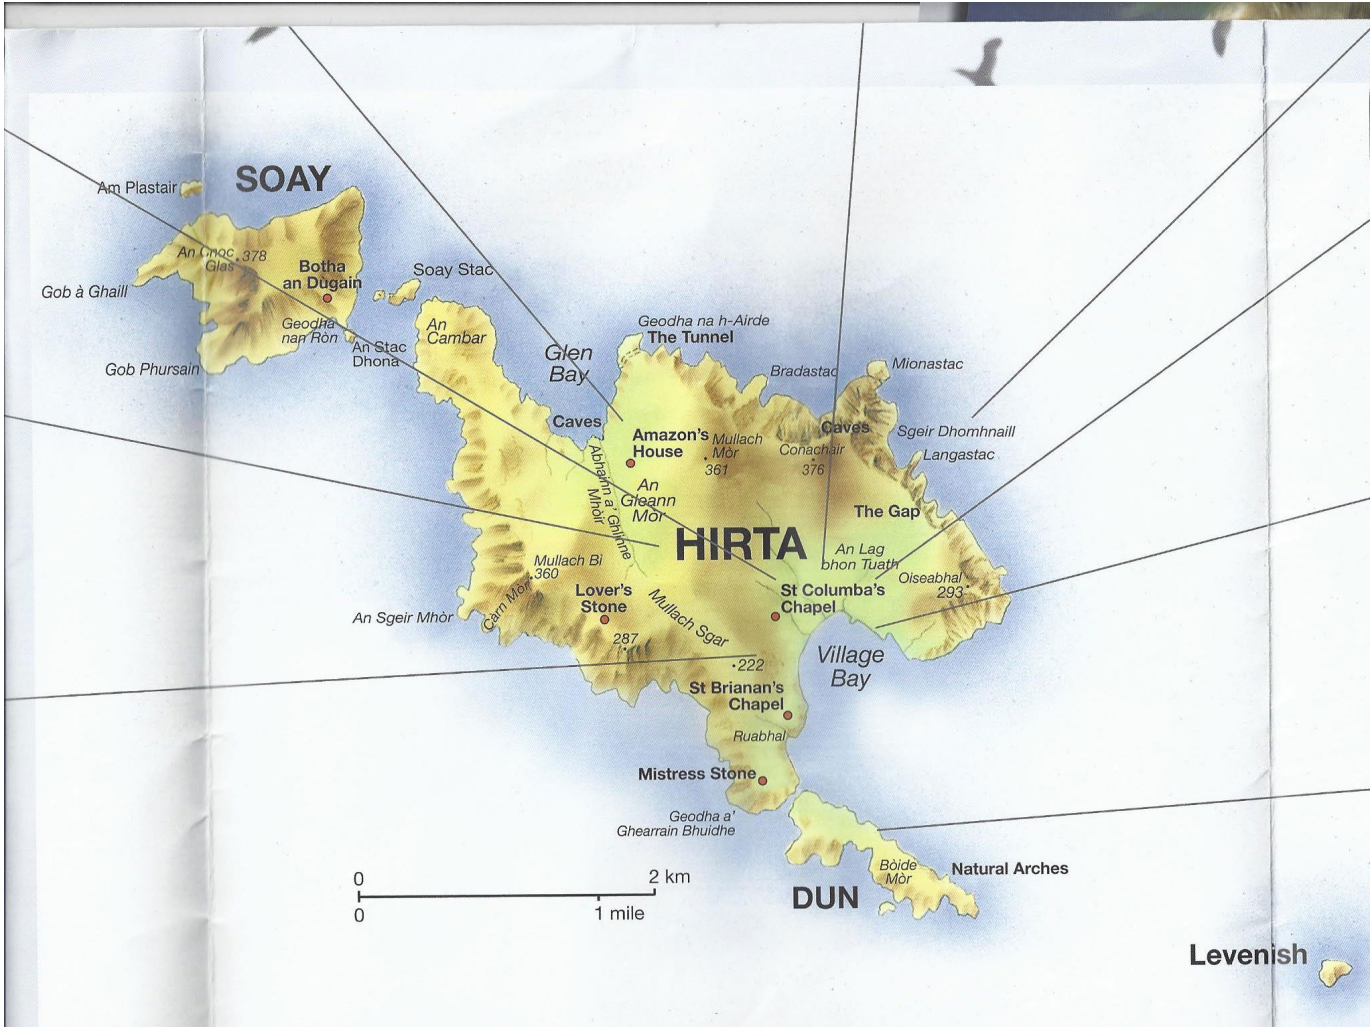 SOAY
Am Plastair
An Cnoc
Glas
378
Botha
an Dugain
Soay Stac
Gob à Ghaill
Geodha
nan Ròn
An Stac
Dhona
Gob Phursain
An
Cambar
Glen
Bay
Geodha na h-Airde
The Tunnel
Bradastac
Mionastac
Caves
Caves
Sgeir Dhomhnaill
Langastac
Amazon's
House
Mullach
Mòr
361
Conachair
376
An
Gleann
Mòr
Abhainn a' Ghlinne
Mhòir
The Gap
HIRTA
An Lag
bhon Tuath
Oiseabhal
293
Mullach Bì
360
Carn Mòr
Lover's
Stone
287
Mullach Sgar
St Columba's
Chapel
An Sgeir Mhòr
222
Village
Bay
St Brianan's
Chapel
Ruabhal
Mistress Stone
Geodha a'
Ghearrain Bhuidhe
Bòide
Mòr
Natural Arches
DUN
0 2 km
0 1 mile
Levenish